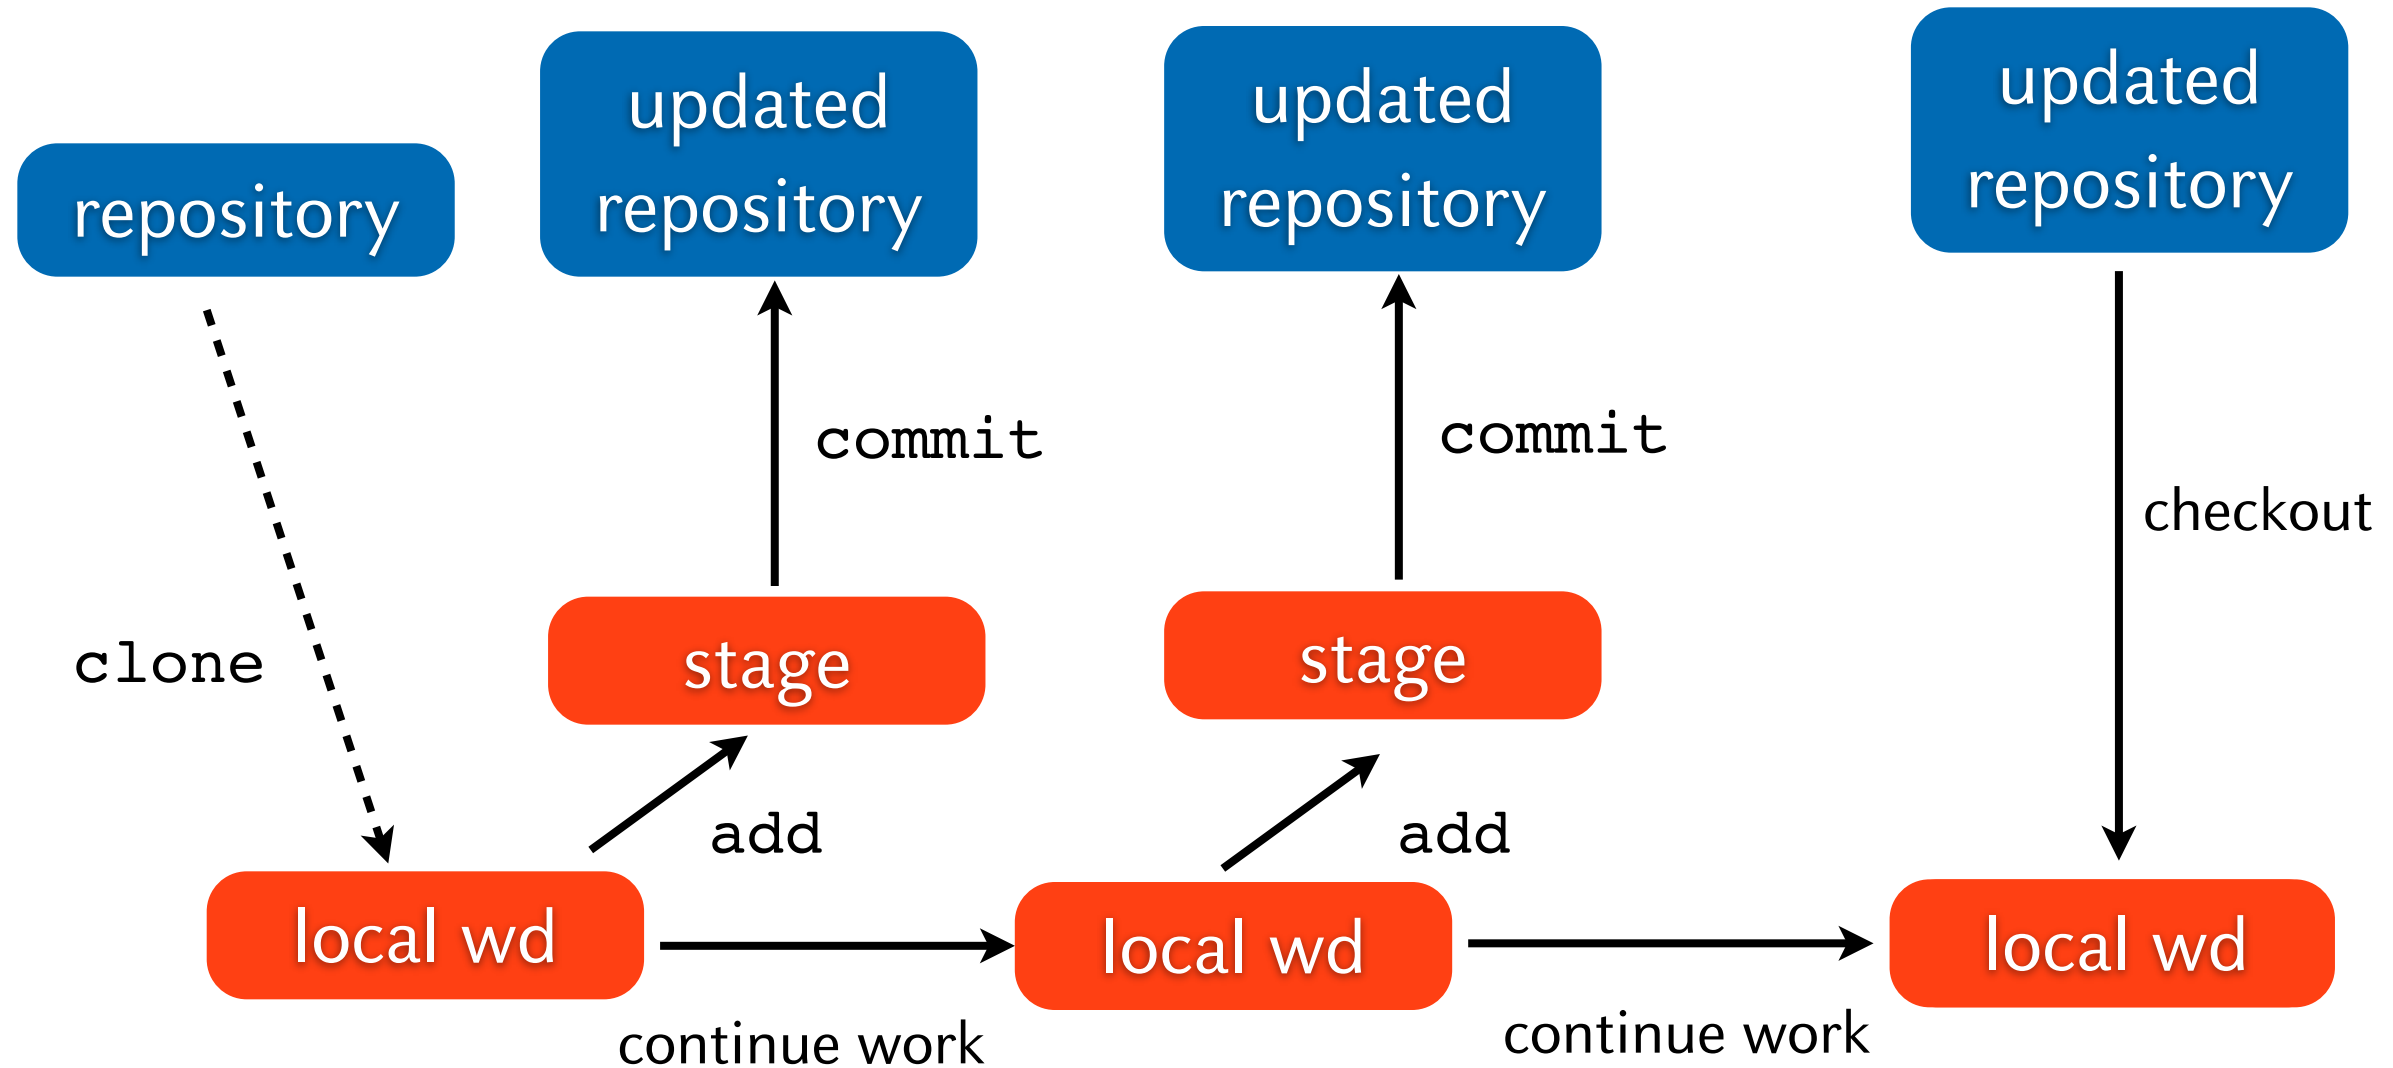 repository
updated
repository
updated
repository
updated
repository
clone
commit
commit
checkout
stage
stage
add
add
local wd
local wd
local wd
continue work
continue work